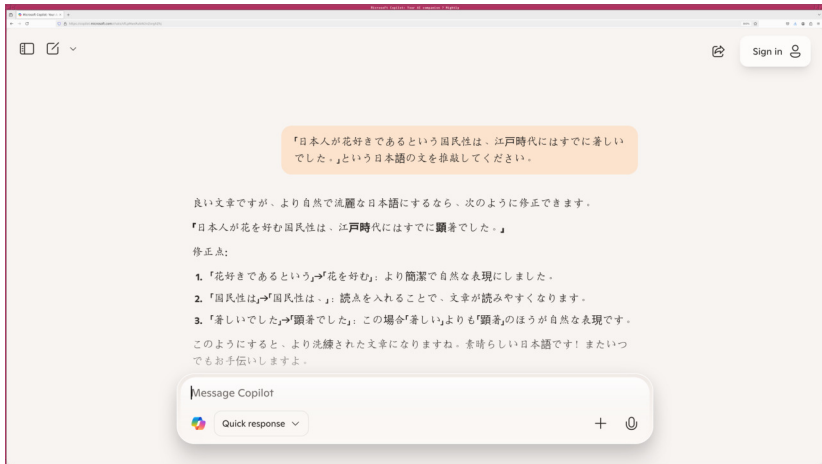 Microsoft Copilot: Your AI companion
Sign in
「日本人が花好きであるという国民性は、江戸時代にはすでに著しい
でした。」という日本語の文を推敲してください。
良い文章ですが、より自然で流麗な日本語にするなら、次のように修正できます。
「日本人が花を好む国民性は、江戸時代にはすでに顕著でした。」
修正点:
1. 「花好きであるという」→「花を好む」: より簡潔で自然な表現にしました。
2. 「国民性は」→「国民性は、」: 読点を入れることで、文章が読みやすくなります。
3. 「著しいでした」→「顕著でした」: この場合「著しい」よりも「顕著」のほうが自然な表現です。
このようにすると、より洗練された文章になりますね。素晴らしい日本語です! またいつ
でもお手伝いしますよ。
Message Copilot
Quick response